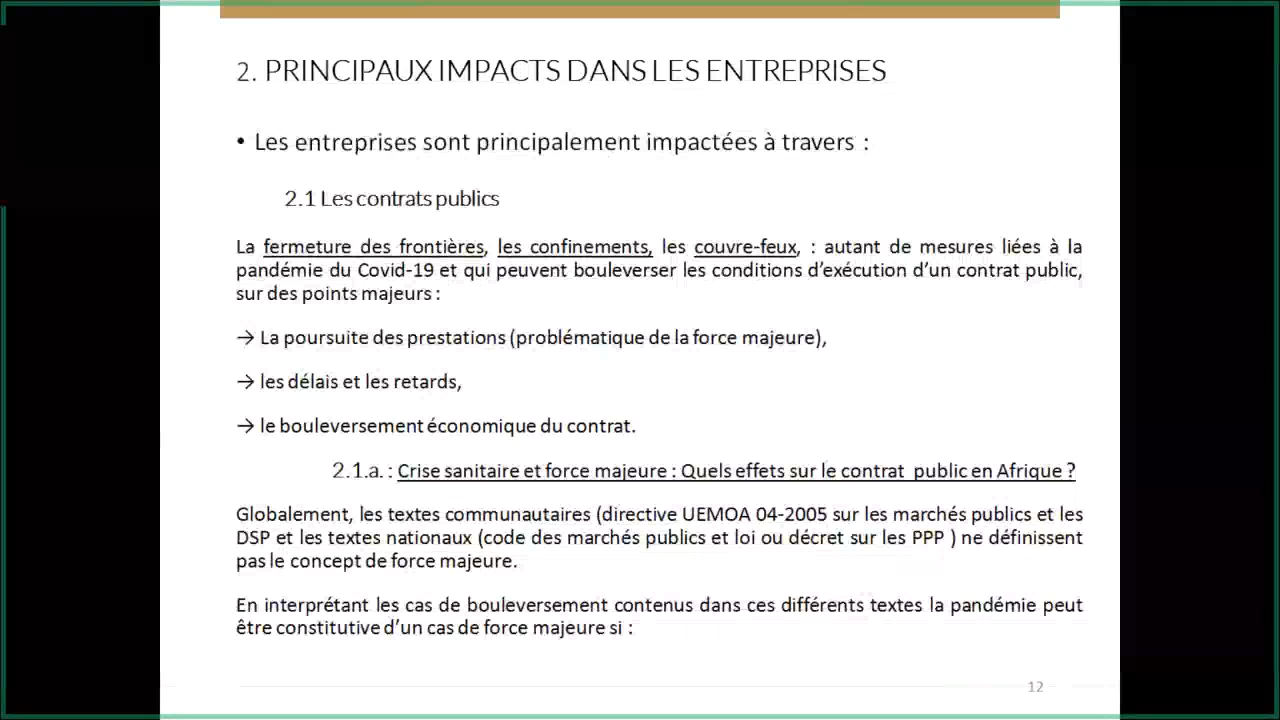 2. PRINCIPAUX IMPACTS DANS LES ENTREPRISES
• Les entreprises sont principalement impactées à travers :
2.1 Les contrats publics
La fermeture des frontières, les confinements, les couvre-feux, : autant de mesures liées à la
pandémie du Covid-19 et qui peuvent bouleverser les conditions d'exécution d'un contrat public,
sur des points majeurs :
→ La poursuite des prestations (problématique de la force majeure),
→ les délais et les retards,
→ le bouleversement économique du contrat.
2.1.a. : Crise sanitaire et force majeure : Quels effets sur le contrat public en Afrique ?
Globalement, les textes communautaires (directive UEMOA 04-2005 sur les marchés publics et les
DSP et les textes nationaux (code des marchés publics et loi ou décret sur les PPP ) ne définissent
pas le concept de force majeure.
En interprétant les cas de bouleversement contenus dans ces différents textes la pandémie peut
être constitutive d'un cas de force majeure si :
12